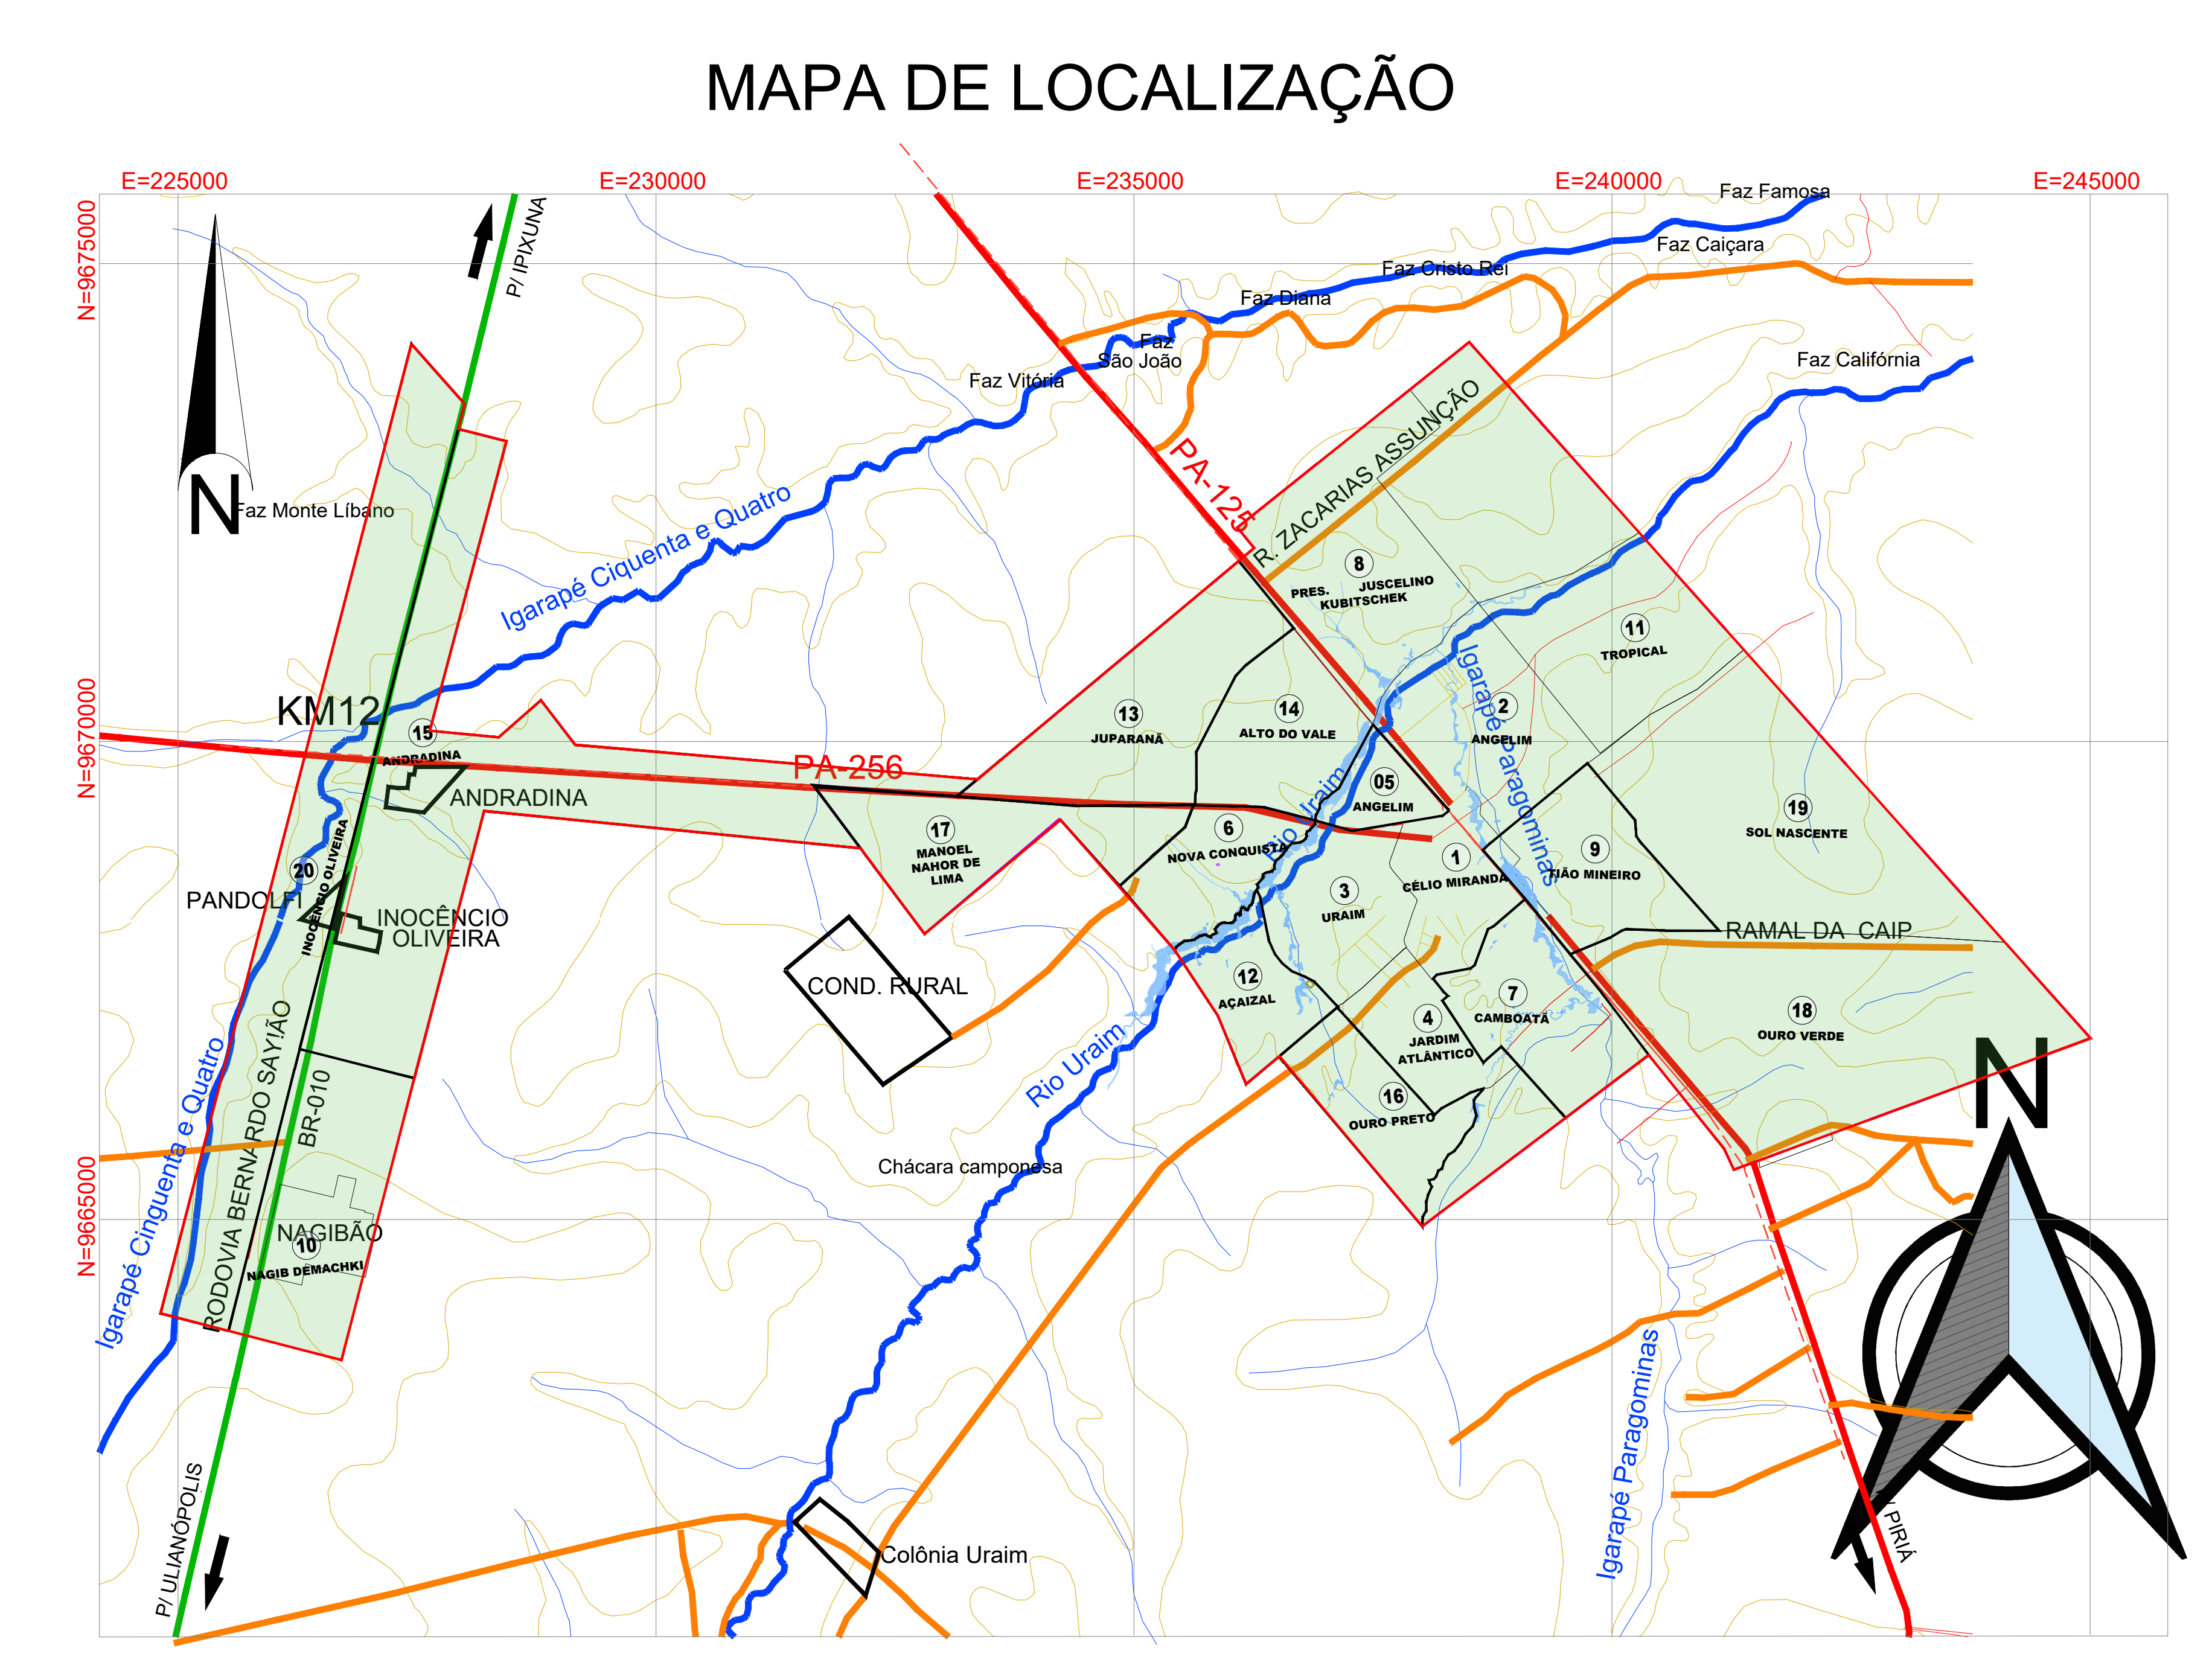 MAPA DE LOCALIZAÇÃO
E=225000
E=230000
E=235000
E=240000
E=245000
N=9675000
N=9670000
N=9665000
P/ IPIXUNA
Faz Famosa
Faz Caiçara
Faz Cristo Rei
Faz Diana
Faz
São João
Faz Vitória
Faz Califórnia
N
Faz Monte Líbano
Igarapé Ciquenta e Quatro
PA-125
R. ZACARIAS ASSUNÇÃO
8
PRES. JUSCELINO
KUBITSCHEK
11
TROPICAL
Igarapé Paragominas
2
ANGELIM
KM12
15
ANDRADINA
ANDRADINA
PA-256
13
JUPARANÃ
14
ALTO DO VALE
05
ANGELIM
Rio Uraim
17
MANOEL
NAHOR DE
LIMA
6
NOVA CONQUISTA
1
CÉLIO MIRANDA
3
URAIM
9
TIÃO MINEIRO
19
SOL NASCENTE
20
INOCÊNCIO OLIVEIRA
PANDOLFI
INOCÊNCIO
OLIVEIRA
RAMAL DA CAIP
COND. RURAL
12
AÇAIZAL
4
JARDIM
ATLÂNTICO
7
CAMBOATÃ
18
OURO VERDE
16
OURO PRETO
Rio Uraim
Igarapé Cinguenta e Quatro
RODOVIA BERNARDO SAYIÃO
BR-010
Chácara camponesa
NAGIBÃO
10
NAGIB DEMACHKI
N
Igarapé Paragominas
P/ ULIANÓPOLIS
Colônia Uraim
PIRIÁ